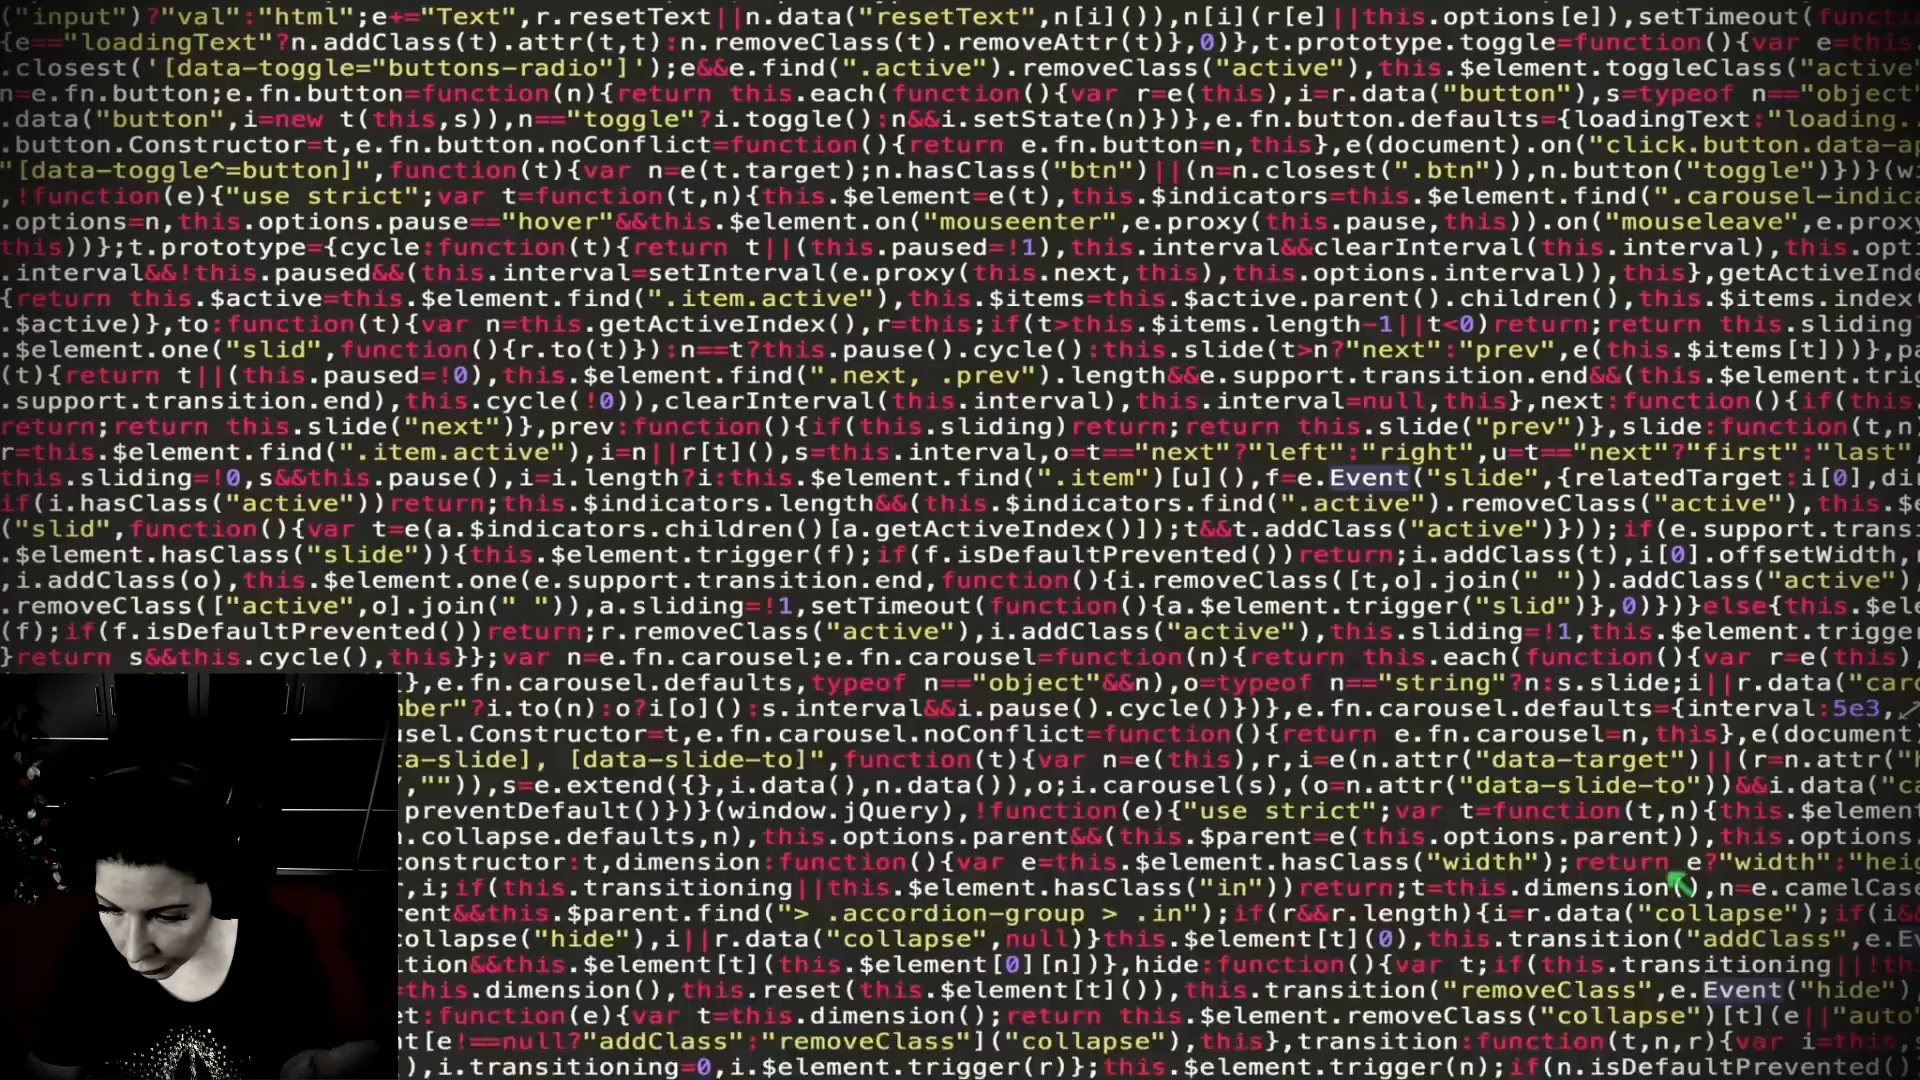 ("input")?"val":"html";e+="Text",r.resetText||n.data("resetText",n[i]()),n[i](r[e]||this.options[e]),setTimeout(functi
{e=="loadingText"?n.addClass(t).attr(t,t):n.removeClass(t).removeAttr(t)},0)},t.prototype.toggle=function(){var e=this.
.closest('[data-toggle="buttons-radio"]');e&&e.find(".active").removeClass("active"),this.$element.toggleClass("active"
n=e.fn.button;e.fn.button=function(n){return this.each(function(){var r=e(this),i=r.data("button"),s=typeof n=="object"
.data("button",i=new t(this,s)),n=="toggle"?i.toggle():n&&i.setState(n)})},e.fn.button.defaults={loadingText:"loading..
.button.Constructor=t,e.fn.button.noConflict=function(){return e.fn.button=n,this},e(document).on("click.button.data-ap
"[data-toggle^=button]",function(t){var n=e(t.target);n.hasClass("btn")||(n=n.closest(".btn")),n.button("toggle")})}(wi
,!function(e){"use strict";var t=function(t,n){this.$element=e(t),this.$indicators=this.$element.find(".carousel-indica
.options=n,this.options.pause=="hover"&&this.$element.on("mouseenter",e.proxy(this.pause,this)).on("mouseleave",e.proxy
this))};t.prototype={cycle:function(t){return t||(this.paused=!1),this.interval&&clearInterval(this.interval),this.opti
.interval&&!this.paused&&(this.interval=setInterval(e.proxy(this.next,this),this.options.interval)),this},getActiveInde
{return this.$active=this.$element.find(".item.active"),this.$items=this.$active.parent().children(),this.$items.index(
.$active)},to:function(t){var n=this.getActiveIndex(),r=this;if(t>this.$items.length-1||t<0)return;return this.sliding
.$element.one("slid",function(){r.to(t)}):n==t?this.pause().cycle():this.slide(t>n?"next":"prev",e(this.$items[t]))},pa
(t){return t||(this.paused=!0),this.$element.find(".next, .prev").length&&e.support.transition.end&&(this.$element.trig
.support.transition.end),this.cycle(!0)),clearInterval(this.interval),this.interval=null,this},next:function(){if(this.
return;return this.slide("next")},prev:function(){if(this.sliding)return;return this.slide("prev")},slide:function(t,n)
r=this.$element.find(".item.active"),i=n||r[t](),s=this.interval,o=t=="next"?"left":"right",u=t=="next"?"first":"last",
this.sliding=!0,s&&this.pause(),i=i.length?i:this.$element.find(".item")[u](),f=e.Event("slide",{relatedTarget:i[0],dir
if(i.hasClass("active"))return;this.$indicators.length&&(this.$indicators.find(".active").removeClass("active"),this.$e
("slid",function(){var t=e(a.$indicators.children()[a.getActiveIndex()]);t&&t.addClass("active")}));if(e.support.transi
.$element.hasClass("slide")){this.$element.trigger(f);if(f.isDefaultPrevented())return;i.addClass(t),i[0].offsetWidth,
,i.addClass(o),this.$element.one(e.support.transition.end,function(){i.removeClass([t,o].join(" ")).addClass("active")
.removeClass(["active",o].join(" ")),a.sliding=!1,setTimeout(function(){a.$element.trigger("slid")},0)})}else{this.$ele
(f);if(f.isDefaultPrevented())return;r.removeClass("active"),i.addClass("active"),this.sliding=!1,this.$element.trigger
}return s&&this.cycle(),this}};var n=e.fn.carousel;e.fn.carousel=function(n){return this.each(function(){var r=e(this),
},e.fn.carousel.defaults,typeof n=="object"&&n),o=typeof n=="string"?n:s.slide;i||r.data("caro
mber"?i.to(n):o?i[o]():s.interval&&i.pause().cycle()})},e.fn.carousel.defaults={interval:5e3,
usel.Constructor=t,e.fn.carousel.noConflict=function(){return e.fn.carousel=n,this},e(document
ta-slide], [data-slide-to]",function(t){var n=e(this),r,i=e(n.attr("data-target")||(r=n.attr("h
,"")),s=e.extend({},i.data(),n.data()),o;i.carousel(s),(o=n.attr("data-slide-to"))&&i.data("ca
preventDefault()})}(window.jQuery),!function(e){"use strict";var t=function(t,n){this.$element
n.collapse.defaults,n),this.options.parent&&(this.$parent=e(this.options.parent)),this.options
constructor:t,dimension:function(){var e=this.$element.hasClass("width");return e?"width":"heig
,i;if(this.transitioning||this.$element.hasClass("in"))return;t=this.dimension(),n=e.camelCase
ent&&this.$parent.find("> .accordion-group > .in");if(r&&r.length){i=r.data("collapse");if(i&&
collapse("hide"),i||r.data("collapse",null)}this.$element[t](0),this.transition("addClass",e.Ev
ition&&this.$element[t](this.$element[0][n])},hide:function(){var t;if(this.transitioning||!th
=this.dimension(),this.reset(this.$element[t]()),this.transition("removeClass",e.Event("hide")
et:function(e){var t=this.dimension();return this.$element.removeClass("collapse")[t](e||"auto"
t[e!==null?"addClass":"removeClass"]("collapse"),this},transition:function(t,n,r){var i=this,s
),i.transitioning=0,i.$element.trigger(r)};this.$element.trigger(n);if(n.isDefaultPrevented()